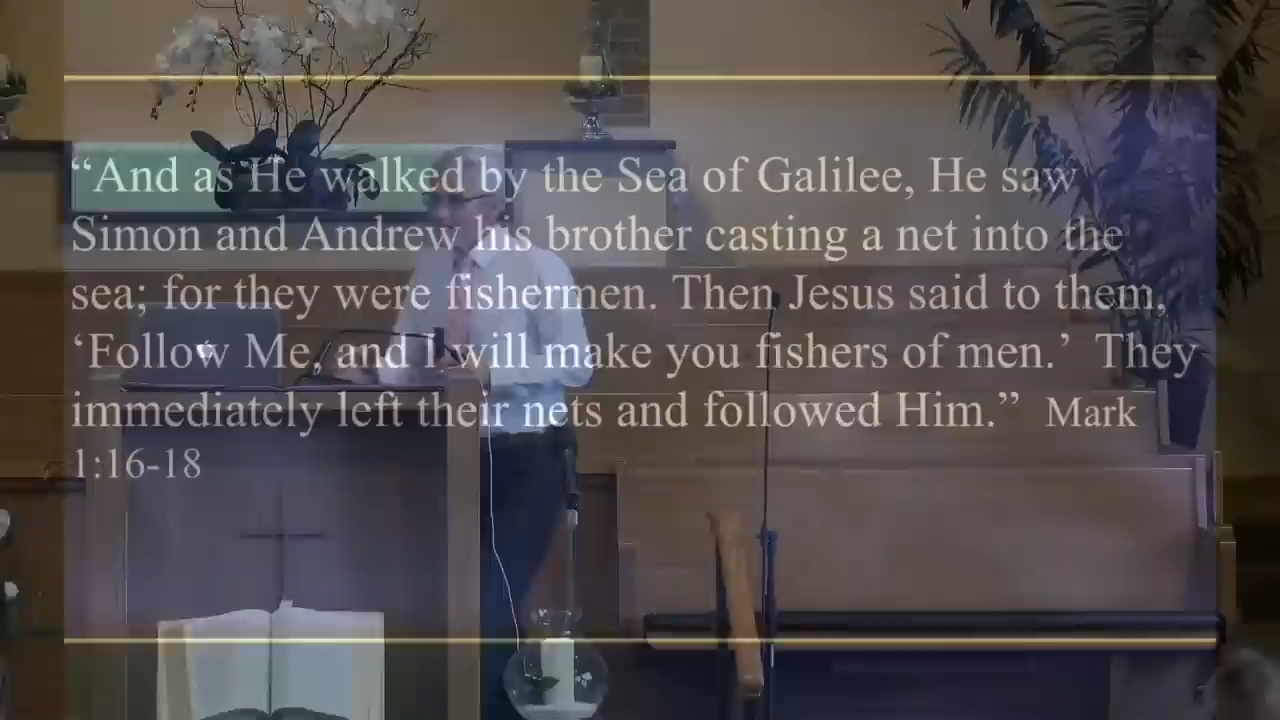 “And as He walked by the Sea of Galilee, He saw
Simon and Andrew his brother casting a net into the
sea; for they were fishermen. Then Jesus said to them,
‘Follow Me, and I will make you fishers of men.’ They
immediately left their nets and followed Him.” Mark
1:16-18